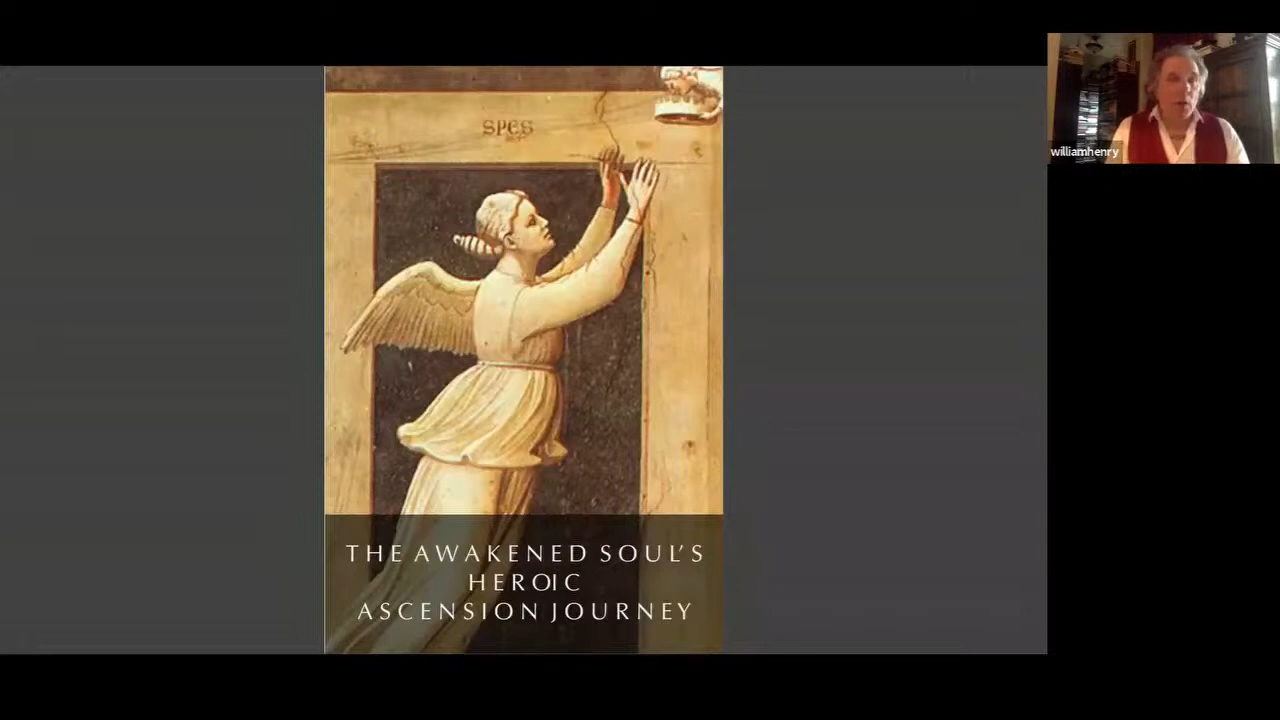 SPES
williamhenry
THE AWAKENED SOUL'S
HEROIC
ASCENSION JOURNEY